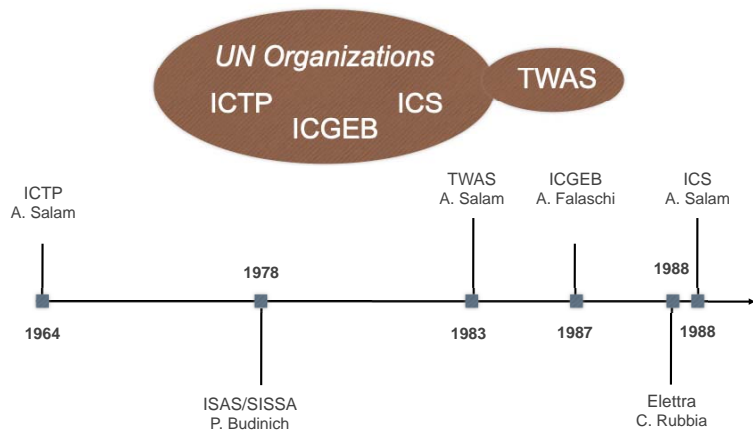 UN Organizations
TWAS
ICTP
ICS
ICGEB
ICTP
A. Salam
TWAS
A. Salam
ICGEB
A. Falaschi
ICS
A. Salam
1978
1988
1964
1983
1987
1988
ISAS/SISSA
P. Budinich
Elettra
C. Rubbia